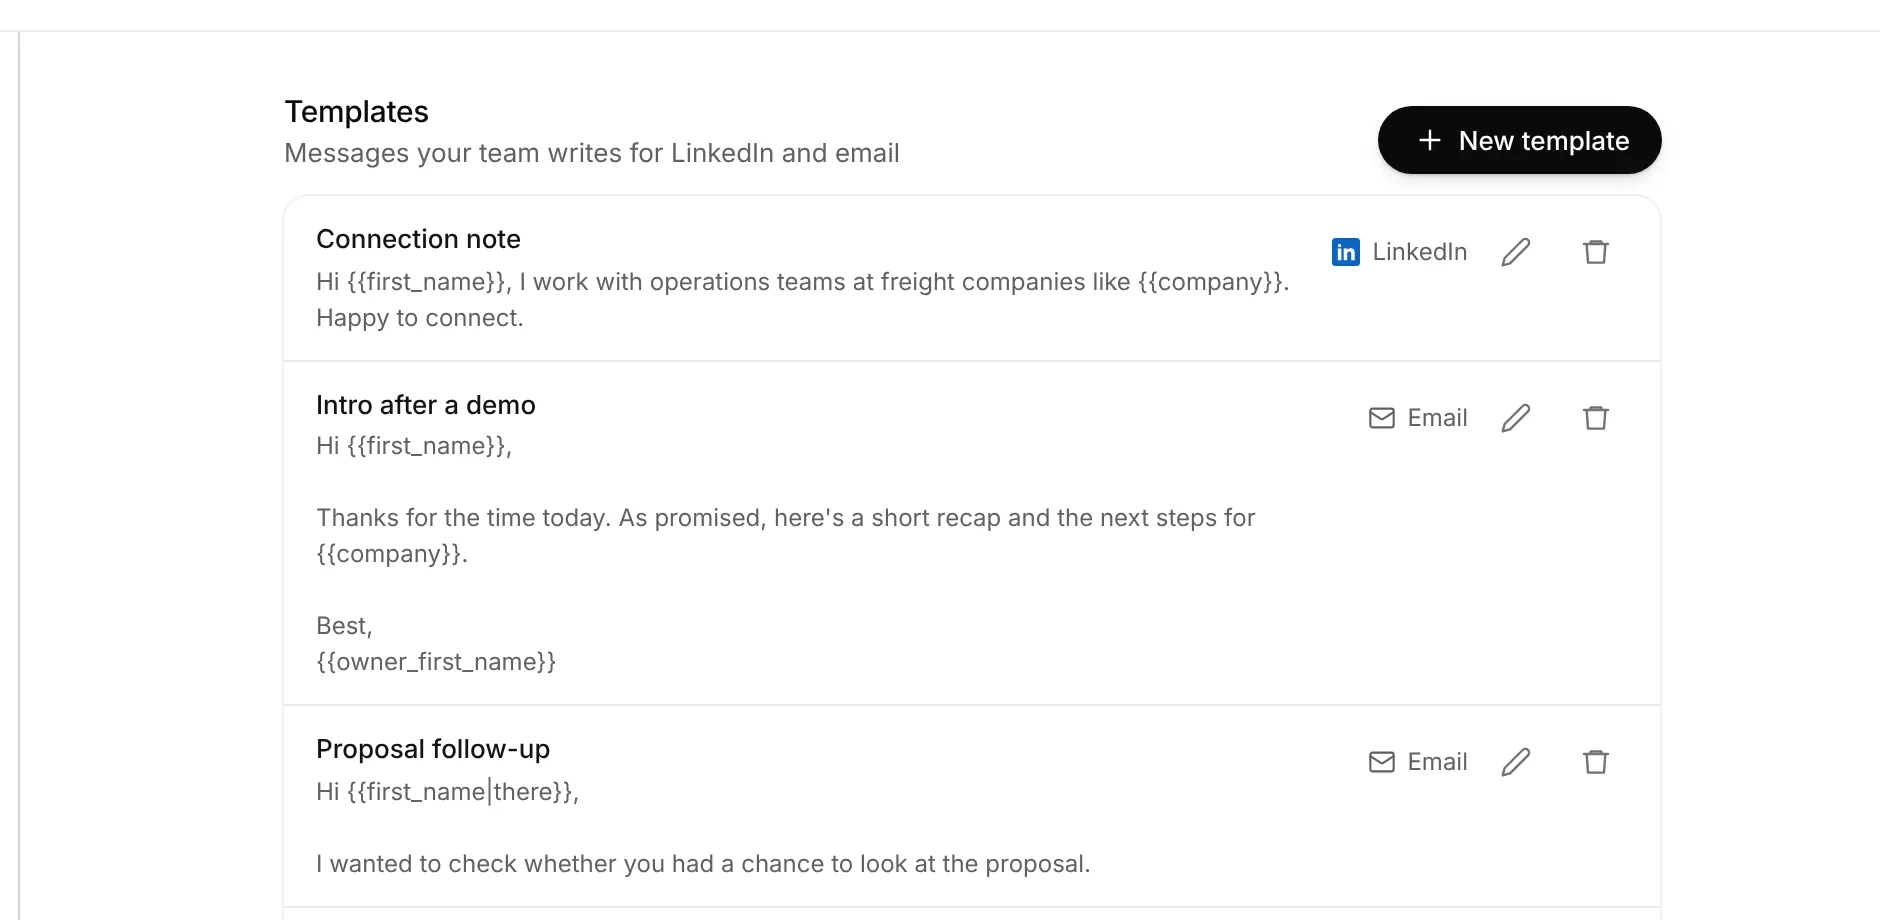 Templates
Messages your team writes for LinkedIn and email
New template
Connection note
Hi {{first_name}}, I work with operations teams at freight companies like {{company}}.
Happy to connect.
in LinkedIn
Intro after a demo
Hi {{first_name}},
Thanks for the time today. As promised, here's a short recap and the next steps for
{{company}}.
Best,
{{owner_first_name}}
Email
Proposal follow-up
Hi {{first_name|there}},
I wanted to check whether you had a chance to look at the proposal.
Email